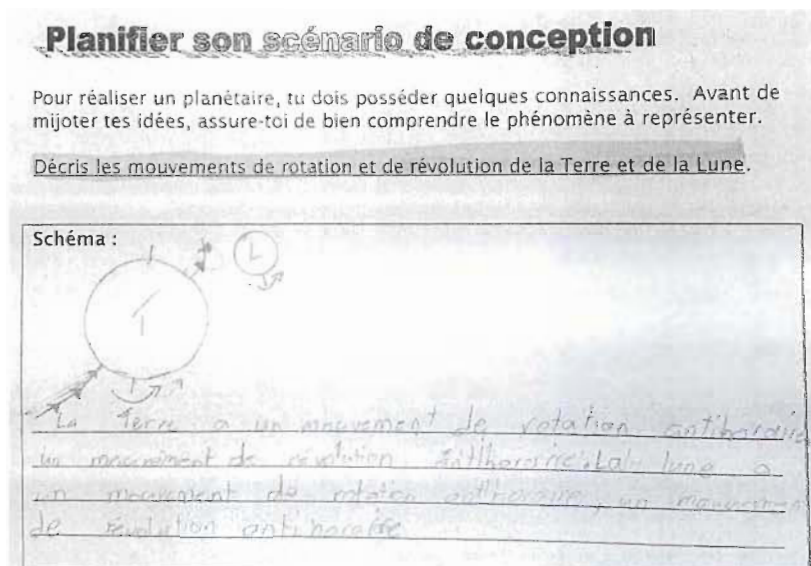 Planifier son scénario de conception
Pour réaliser un planétaire, tu dois posséder quelques connaissances. Avant de
mijoter tes idées, assure-toi de bien comprendre le phénomène à représenter.
Décris les mouvements de rotation et de révolution de la Terre et de la Lune.
Schéma :
L
T
La Terre a un mouvement de rotation antihoraire
un mouvement de révolution antihoraire. La lune a
un mouvement de rotation antihoraire, un mouvement
de révolution antihoraire